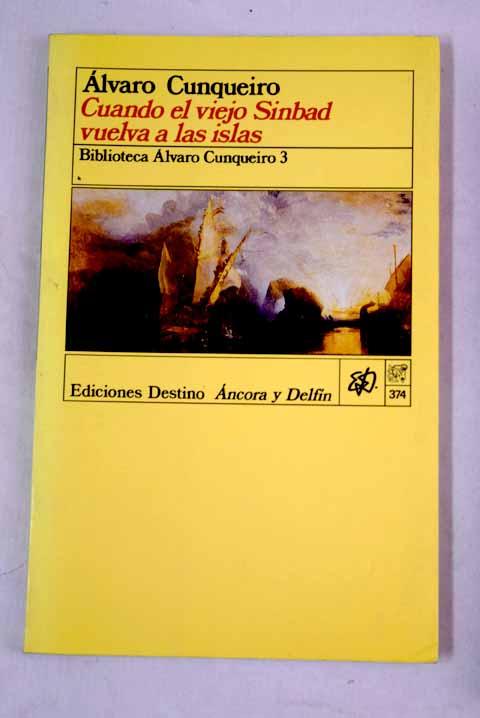 Álvaro Cunqueiro
Cuando el viejo Sinbad
vuelva a las islas
Biblioteca Álvaro Cunqueiro 3
Ediciones Destino Áncora y Delfín
374